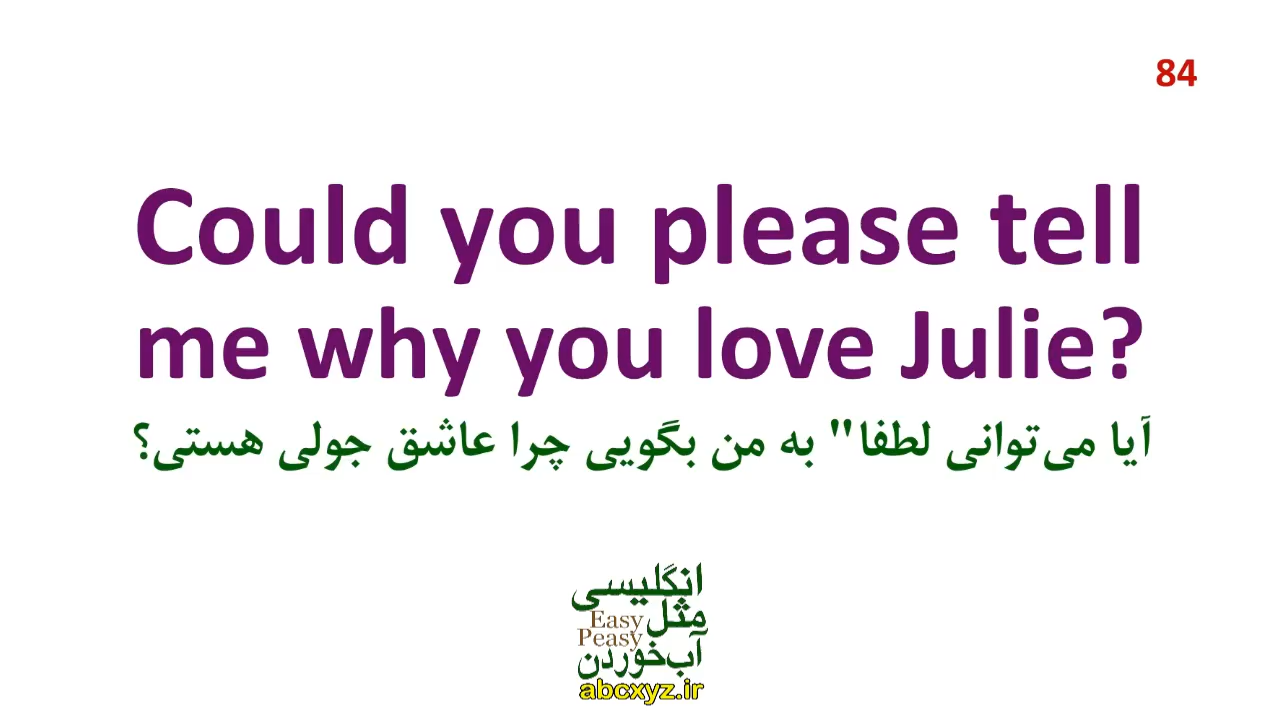 84
Could you please tell
me why you love Julie?
آیا می‌توانی لطفا" به من بگویی چرا عاشق جولی هستی؟
انگلیسی
مثل
Easy
Peasy
آب‌خوردن
abcxyz.ir